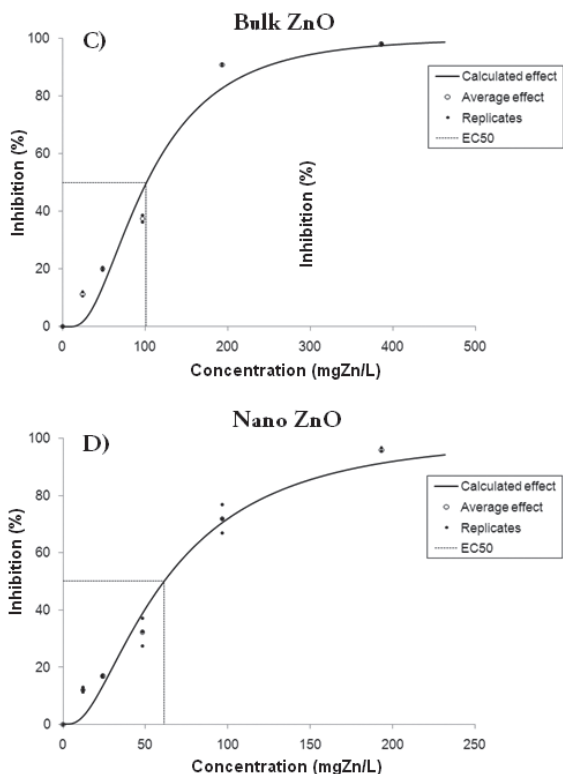 Bulk ZnO
C)
100
80
60
40
20
0
Inhibition (%)
Inhibition (%)
Calculated effect
Average effect
Replicates
EC50
0 100 200 300 400 500
Concentration (mgZn/L)
Nano ZnO
D)
100
80
60
40
20
0
Inhibition (%)
Calculated effect
Average effect
Replicates
EC50
0 50 100 150 200 250
Concentration (mgZn/L)